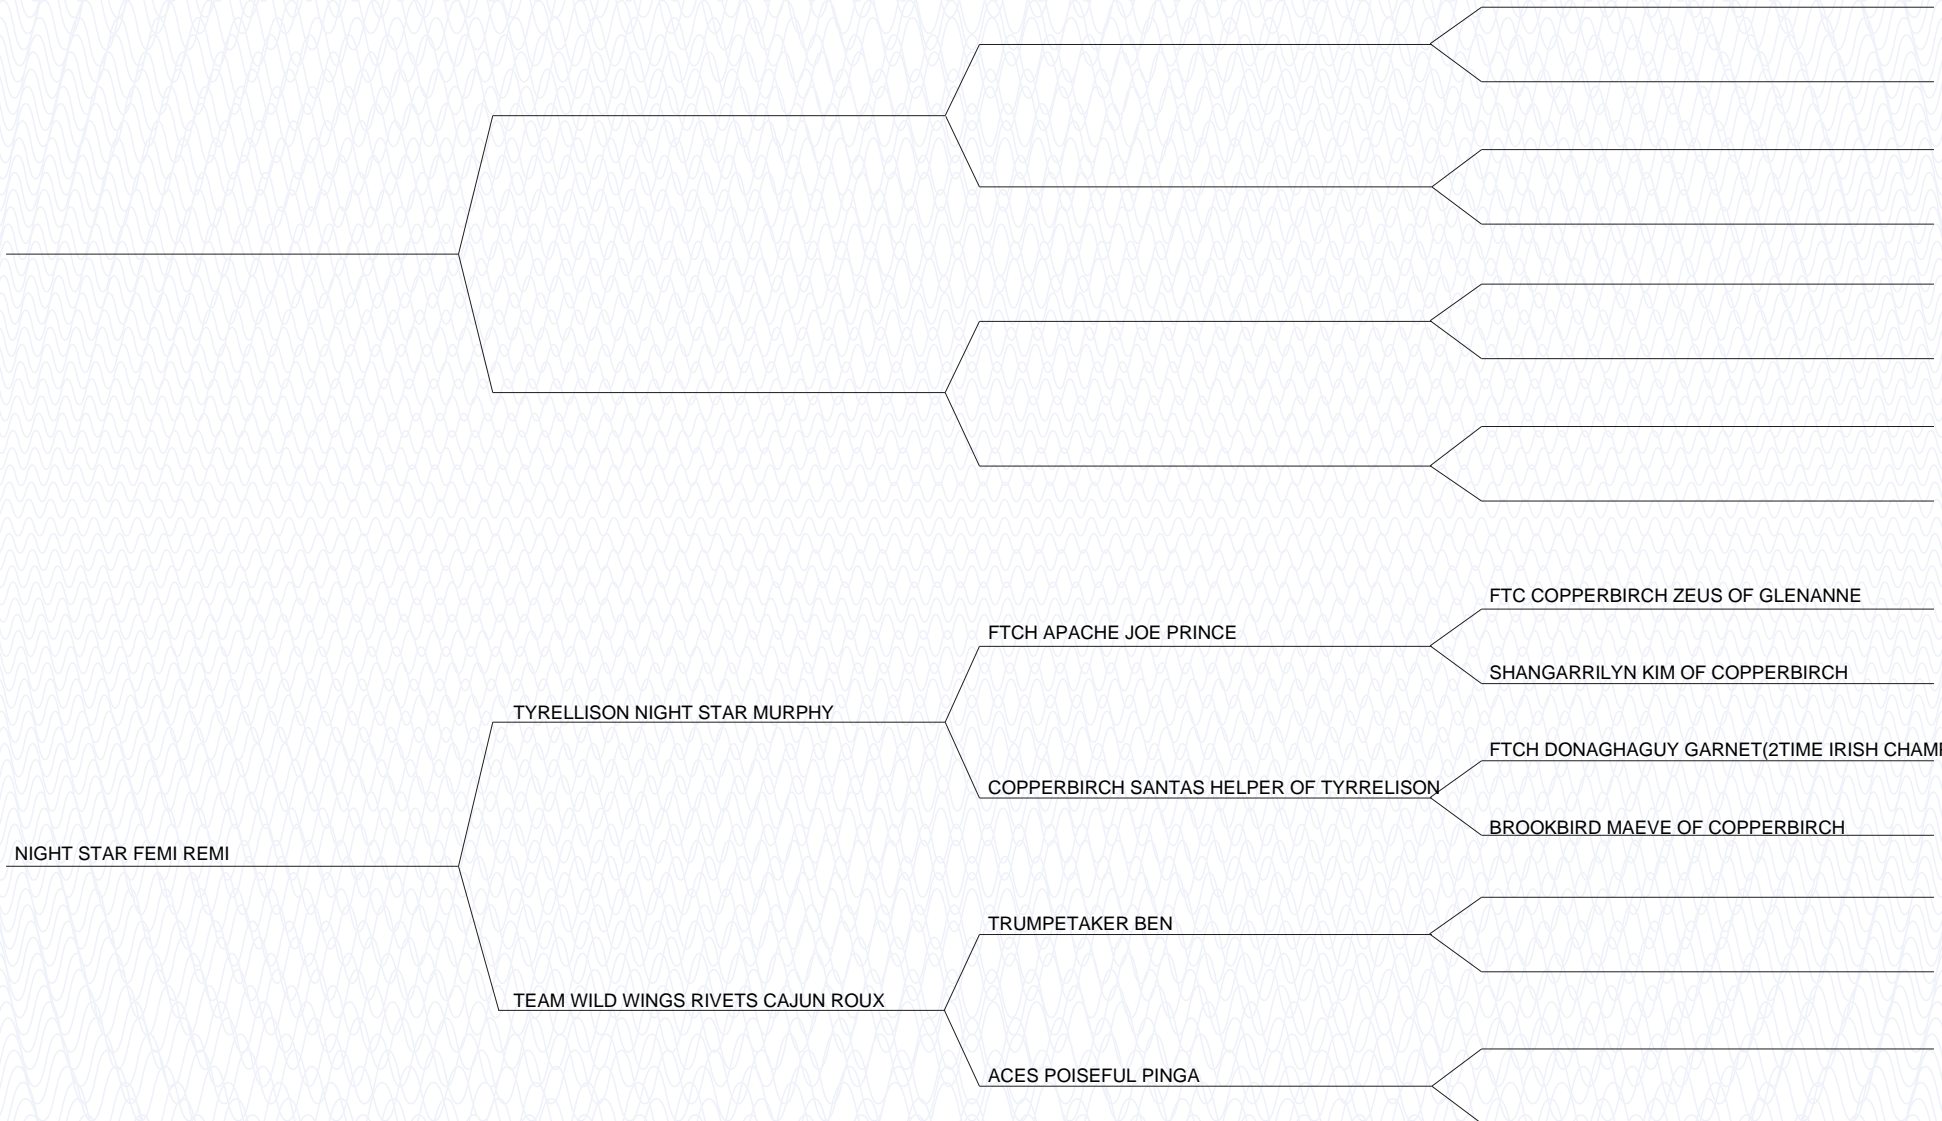 FTC COPPERBIRCH ZEUS OF GLENANNE
FTCH APACHE JOE PRINCE
SHANGARRILYN KIM OF COPPERBIRCH
TYRELLISON NIGHT STAR MURPHY
FTCH DONAGHAGUY GARNET(2TIME IRISH CHAMP
COPPERBIRCH SANTAS HELPER OF TYRRELISON
BROOKBIRD MAEVE OF COPPERBIRCH
NIGHT STAR FEMI REMI
TRUMPETAKER BEN
TEAM WILD WINGS RIVETS CAJUN ROUX
ACES POISEFUL PINGA